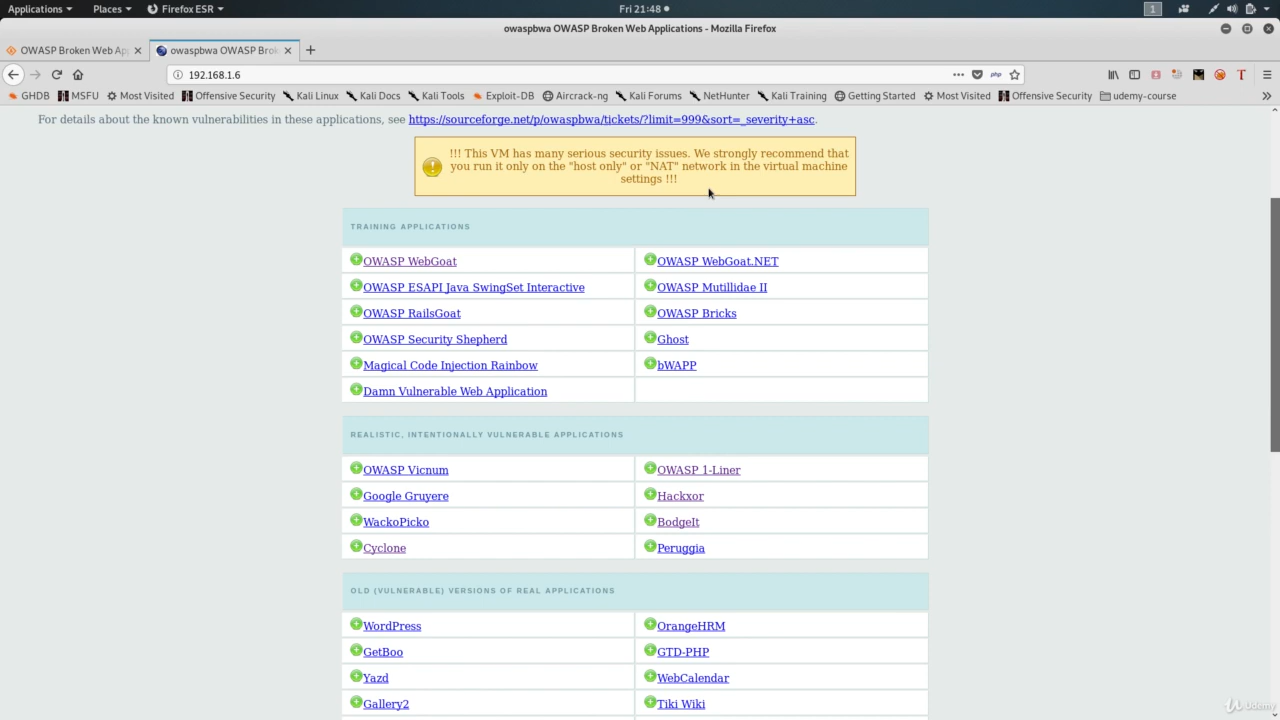 Applications ▾ Places ▾ Firefox ESR ▾ Fri 21:48 1
owaspbwa OWASP Broken Web Applications - Mozilla Firefox
OWASP Broken Web App × owaspbwa OWASP Brok × +
192.168.1.6 ••• php T
GHDB MSFU Most Visited Offensive Security Kali Linux Kali Docs Kali Tools Exploit-DB Aircrack-ng Kali Forums NetHunter Kali Training Getting Started Most Visited Offensive Security udemy-course »
For details about the known vulnerabilities in these applications, see https://sourceforge.net/p/owaspbwa/tickets/?limit=999&sort=_severity+asc.
!!! This VM has many serious security issues. We strongly recommend that
you run it only on the "host only" or "NAT" network in the virtual machine
settings !!!
TRAINING APPLICATIONS
OWASP WebGoat OWASP WebGoat.NET
OWASP ESAPI Java SwingSet Interactive OWASP Mutillidae II
OWASP RailsGoat OWASP Bricks
OWASP Security Shepherd Ghost
Magical Code Injection Rainbow bWAPP
Damn Vulnerable Web Application
REALISTIC, INTENTIONALLY VULNERABLE APPLICATIONS
OWASP Vicnum OWASP 1-Liner
Google Gruyere Hackxor
WackoPicko BodgeIt
Cyclone Peruggia
OLD (VULNERABLE) VERSIONS OF REAL APPLICATIONS
WordPress OrangeHRM
GetBoo GTD-PHP
Yazd WebCalendar
Gallery2 Tiki Wiki
Udemy